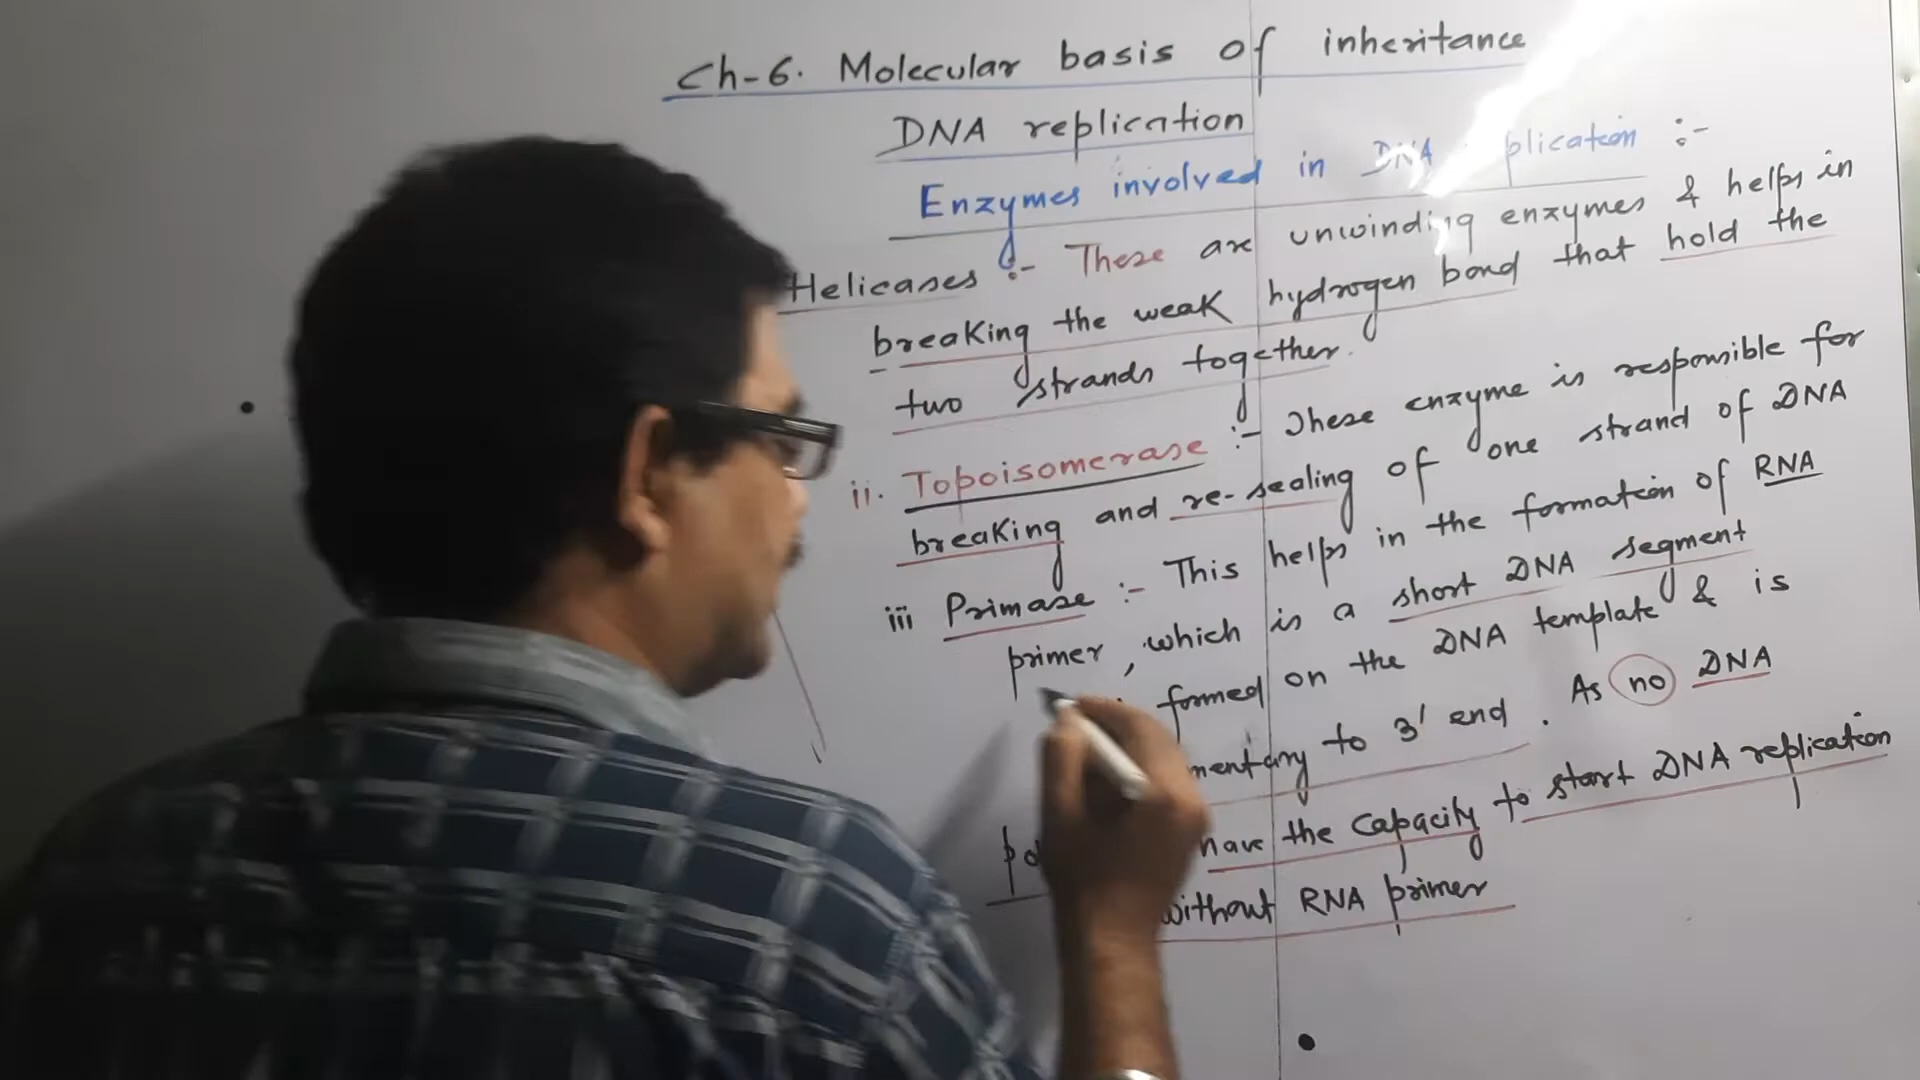 Ch-6. Molecular basis of inheritance
DNA replication
Enzymes involved in DNA plication :-
Helicases :- These are unwinding enzymes & helps in
breaking the weak hydrogen bond that hold the
two strands together.
ii. Topoisomerase :- These enzyme is responsible for
breaking and re-sealing of one strand of DNA
iii Primase :- This helps in the formation of RNA
primer, which is a short DNA segment
formed on the DNA template & is
mentary to 3' end. As no DNA
have the capacity to start DNA replication
without RNA primer